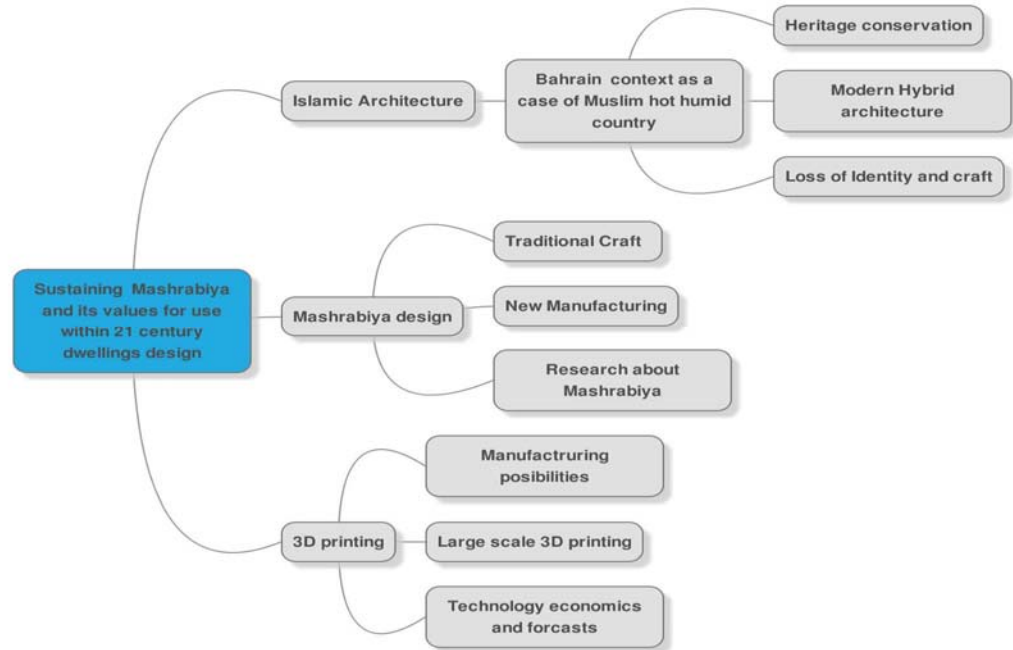 Sustaining Mashrabiya
and its values for use
within 21 century
dwellings design
Islamic Architecture
Bahrain context as a
case of Muslim hot humid
country
Heritage conservation
Modern Hybrid
architecture
Loss of Identity and craft
Mashrabiya design
Traditional Craft
New Manufacturing
Research about
Mashrabiya
3D printing
Manufactruring
posibilities
Large scale 3D printing
Technology economics
and forcasts